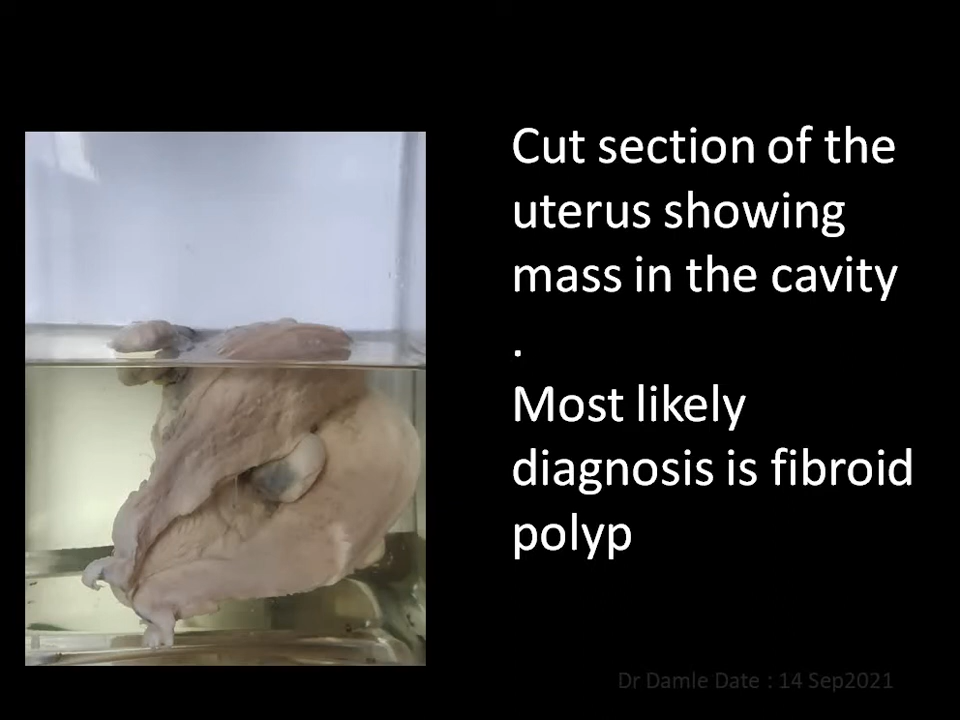 Cut section of the
uterus showing
mass in the cavity
.
Most likely
diagnosis is fibroid
polyp
Dr Damle Date : 14 Sep2021